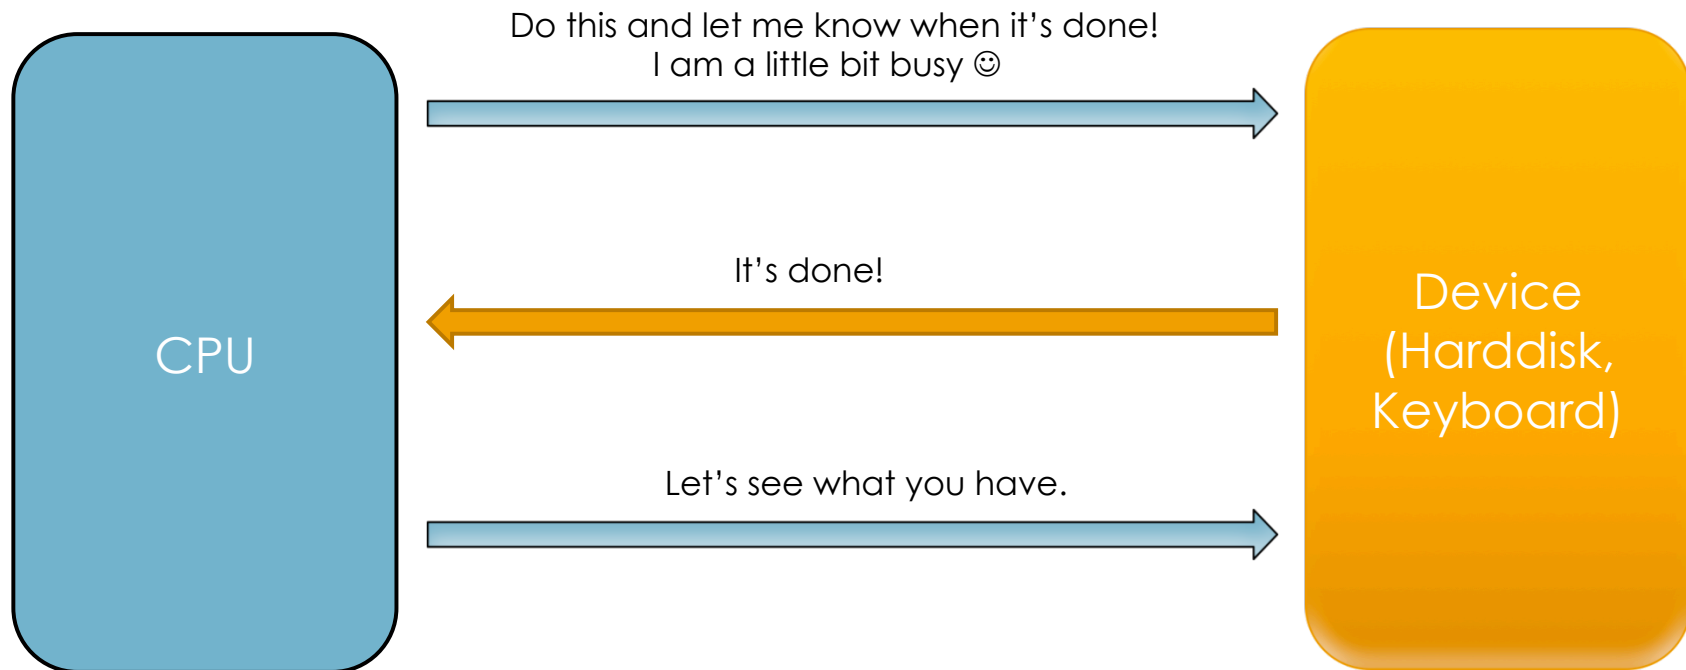 Do this and let me know when it's done!
I am a little bit busy ☺
It's done!
CPU
Device
(Harddisk,
Keyboard)
Let's see what you have.